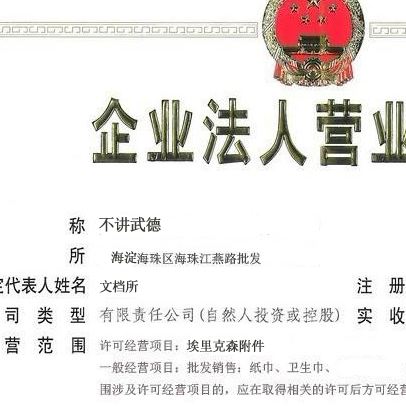 企业法人营业
称 不讲武德
所 海淀海珠区海珠江燕路批发
定代表人姓名 文档所 注册
司类型 有限责任公司(自然人投资或控股) 实收
营范围 许可经营项目：埃里克森附件
一般经营项目：批发销售：纸巾、卫生巾、
围涉及许可经营项目的，应在取得相关的许可后方可经营